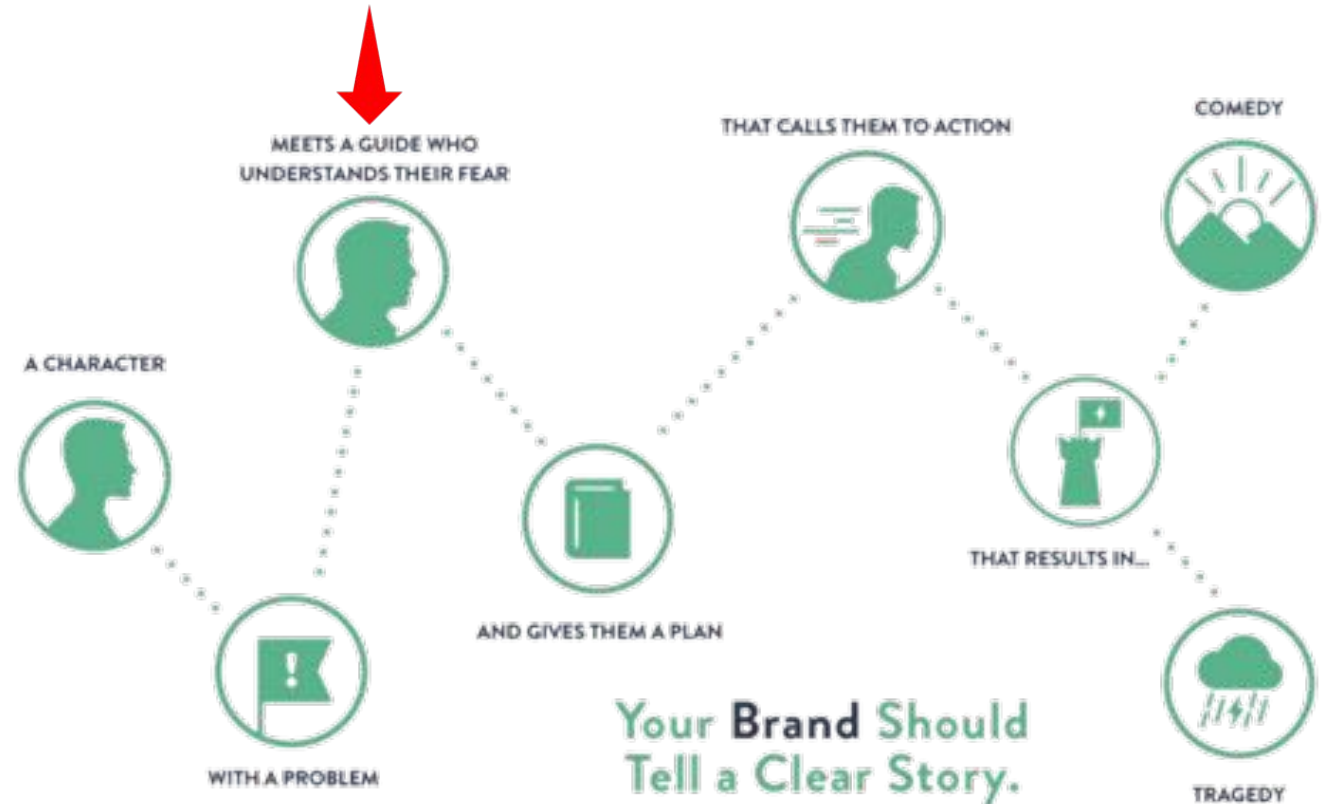 A CHARACTER
WITH A PROBLEM
MEETS A GUIDE WHO
UNDERSTANDS THEIR FEAR
AND GIVES THEM A PLAN
THAT CALLS THEM TO ACTION
THAT RESULTS IN...
COMEDY
TRAGEDY
Your Brand Should
Tell a Clear Story.